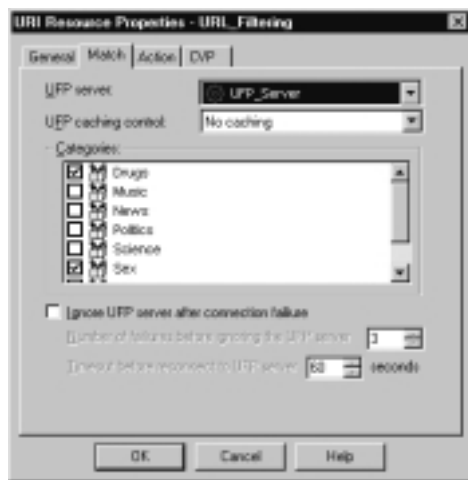 URI Resource Properties - URL_Filtering
General Match Action CVP
UFP server: UFP_Server
UFP caching control: No caching
Categories:
Drugs
Music
News
Politics
Science
Sex
Ignore UFP server after connection failure
Number of failures before ignoring the UFP server: 3
Timeout before reconnect to UFP server: 60 seconds
OK Cancel Help